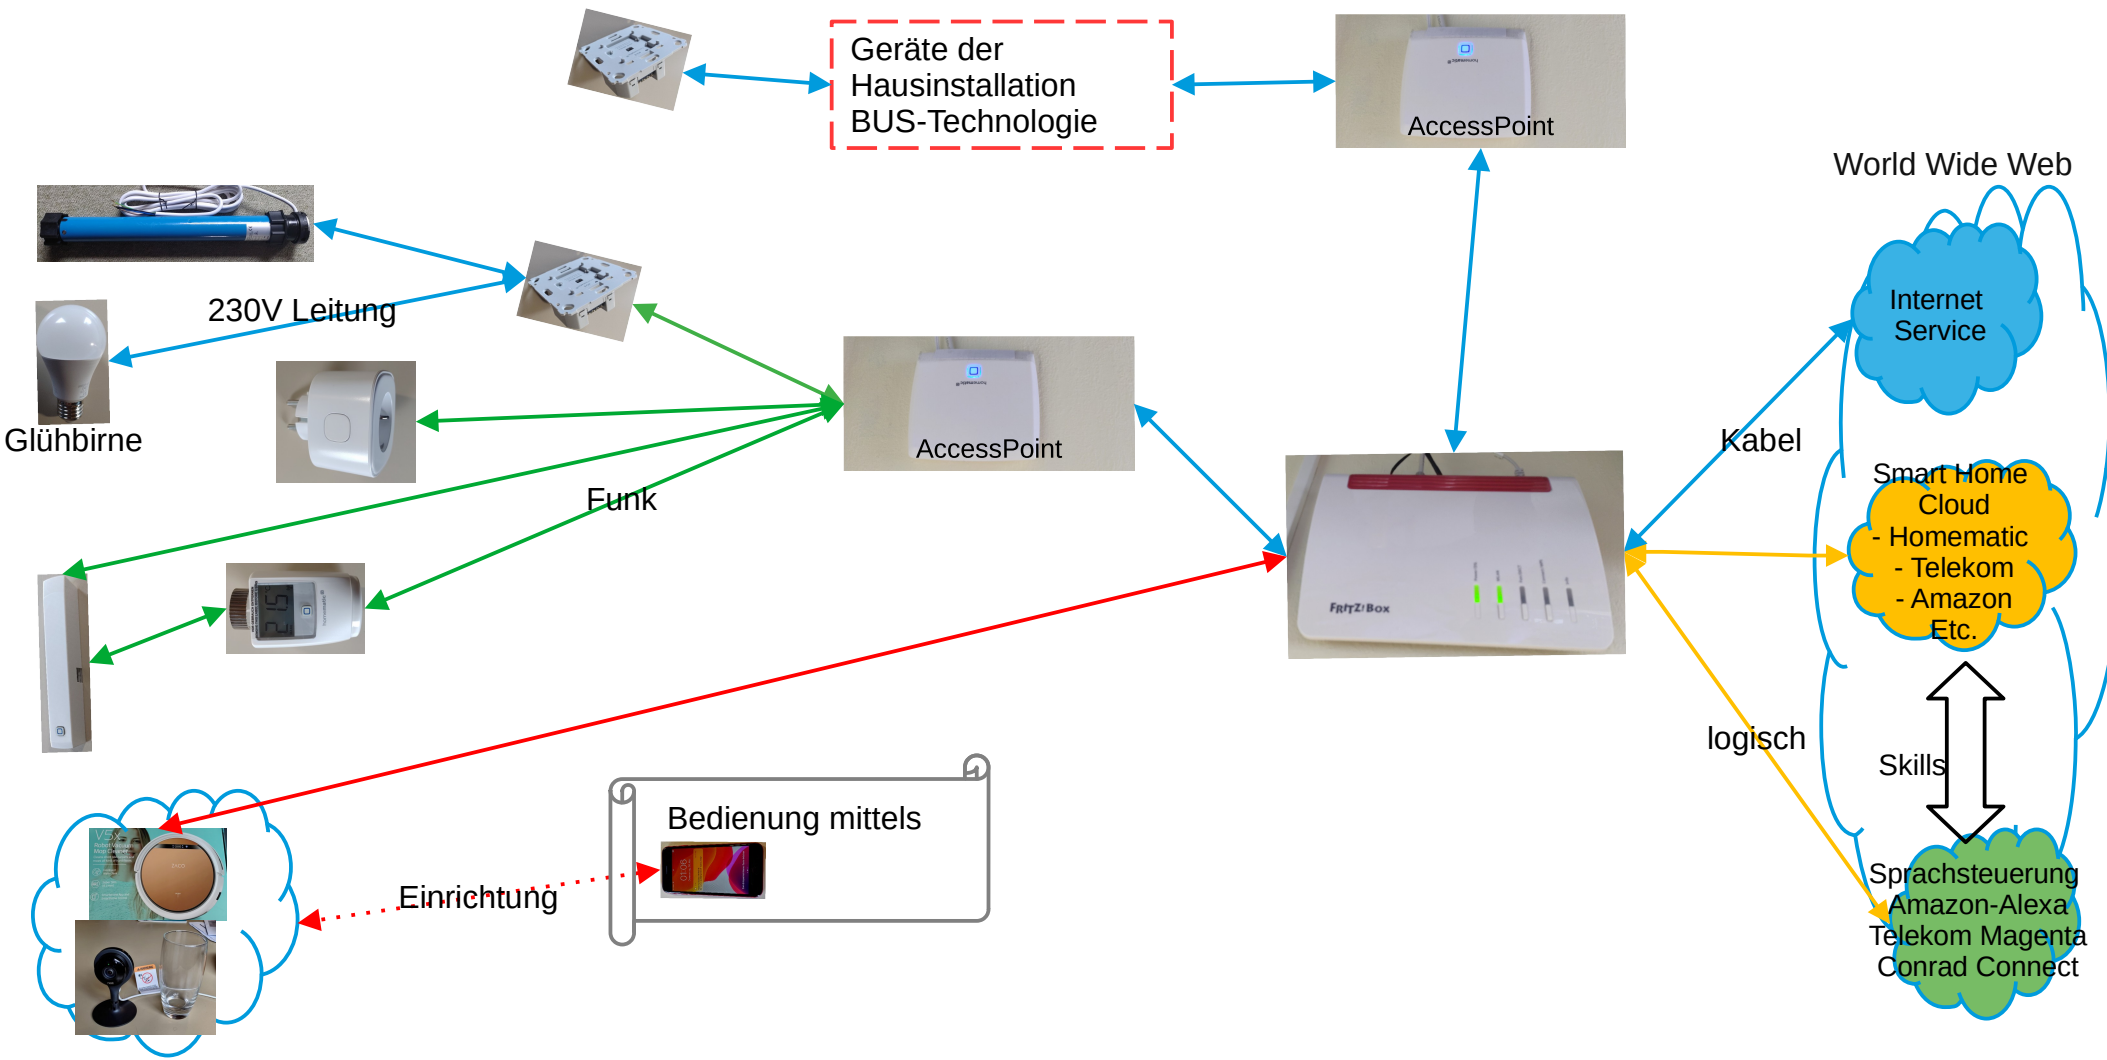 Geräte der
Hausinstallation
BUS-Technologie
AccessPoint
World Wide Web
230V Leitung
Glühbirne
Internet
Service
AccessPoint
Kabel
Funk
Smart Home
Cloud
- Homematic
- Telekom
- Amazon
Etc.
FRITZ!Box
logisch
Skills
Bedienung mittels
Einrichtung
V5x
Sprachsteuerung
Amazon-Alexa
Telekom Magenta
Conrad Connect